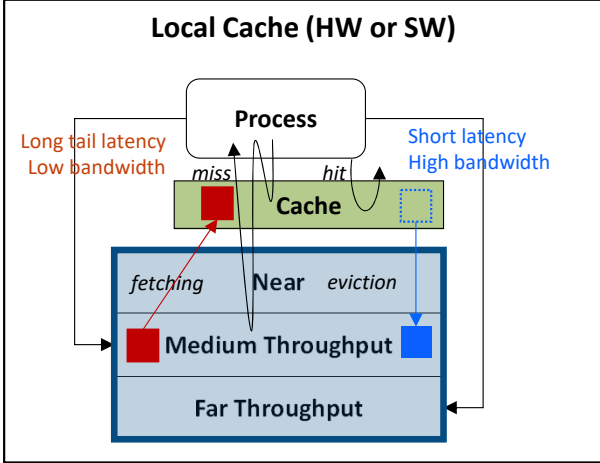 Local Cache (HW or SW)
Process
Long tail latency
Low bandwidth
Short latency
High bandwidth
miss
hit
Cache
fetching
Near
eviction
Medium Throughput
Far Throughput